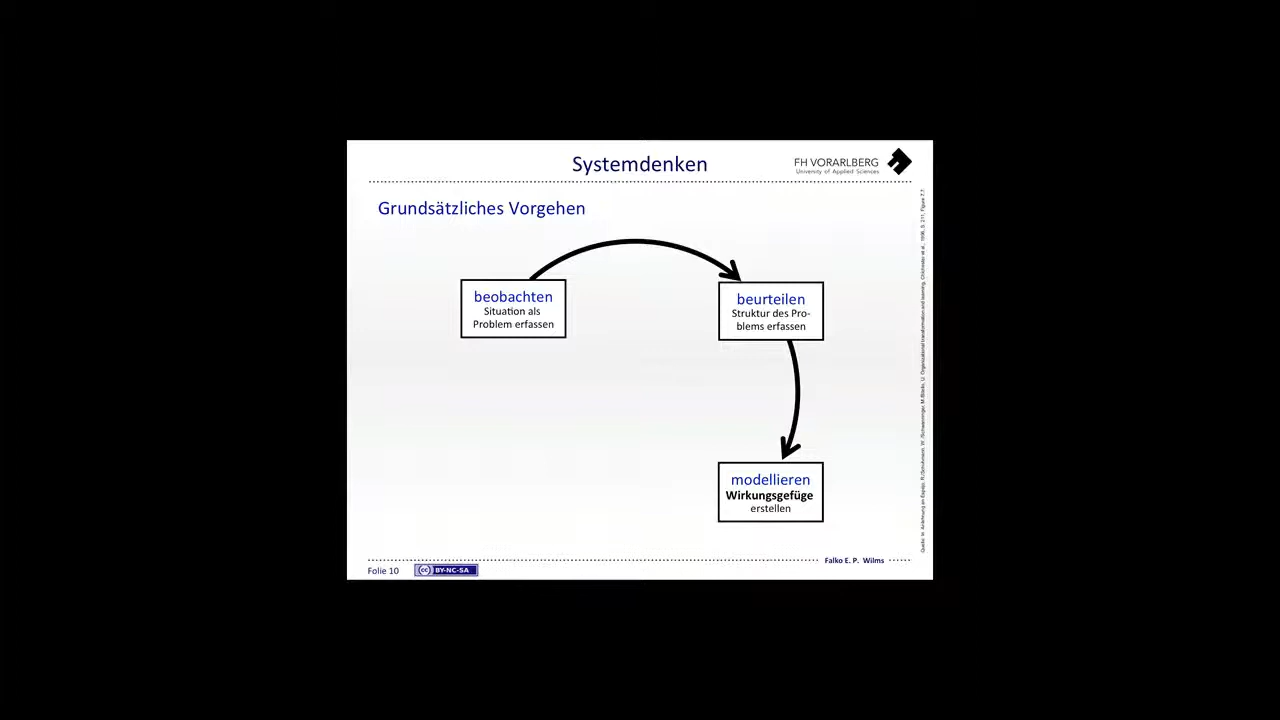 Systemdenken
FH VORARLBERG
University of Applied Sciences
Grundsätzliches Vorgehen
beobachten
Situation als
Problem erfassen
beurteilen
Struktur des Pro-
blems erfassen
modellieren
Wirkungsgefüge
erstellen
Falko E. P. Wilms
Folie 10
cc BY-NC-SA